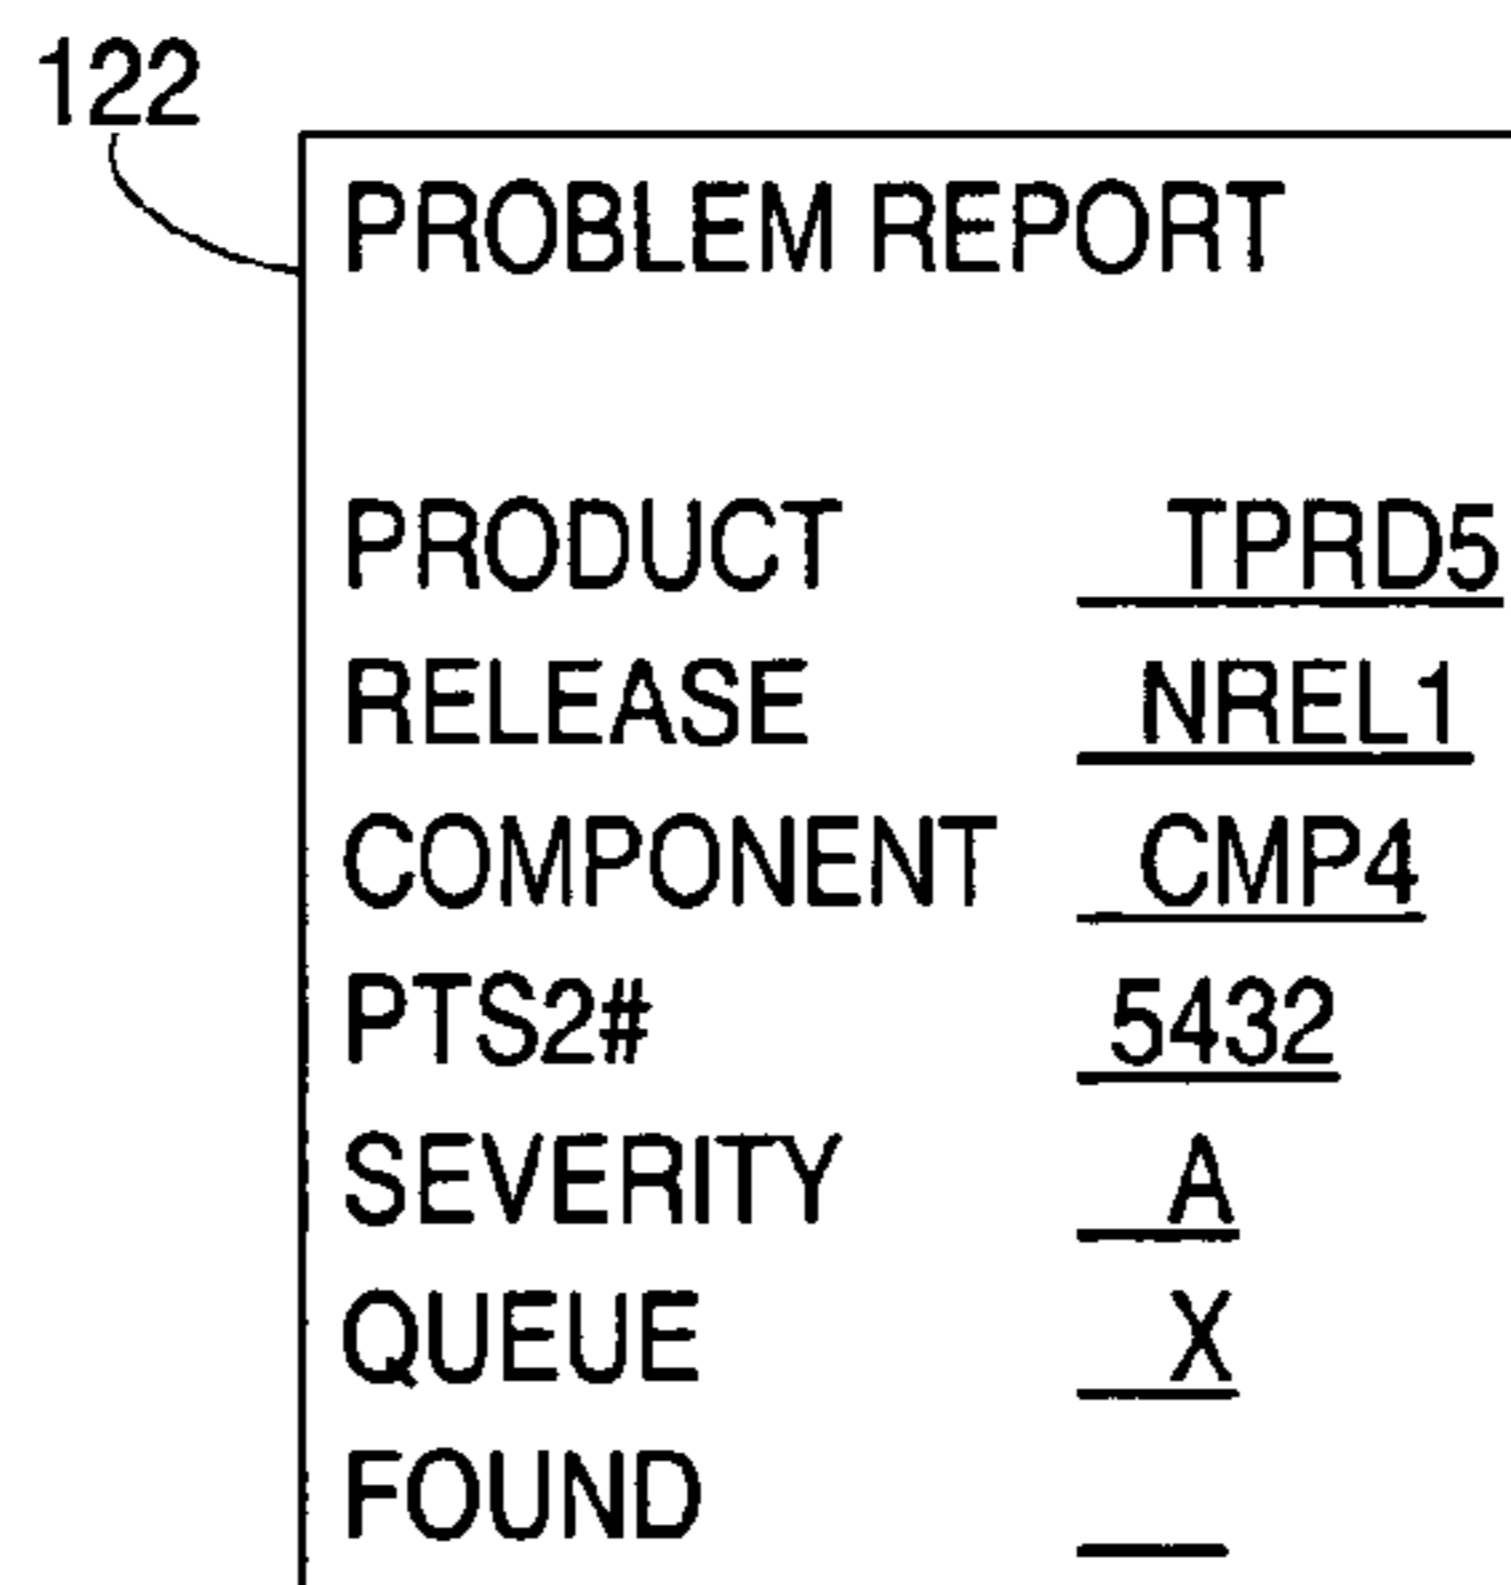 122
PROBLEM REPORT
PRODUCT TPRD5
RELEASE NREL1
COMPONENT CMP4
PTS2# 5432
SEVERITY A
QUEUE X
FOUND